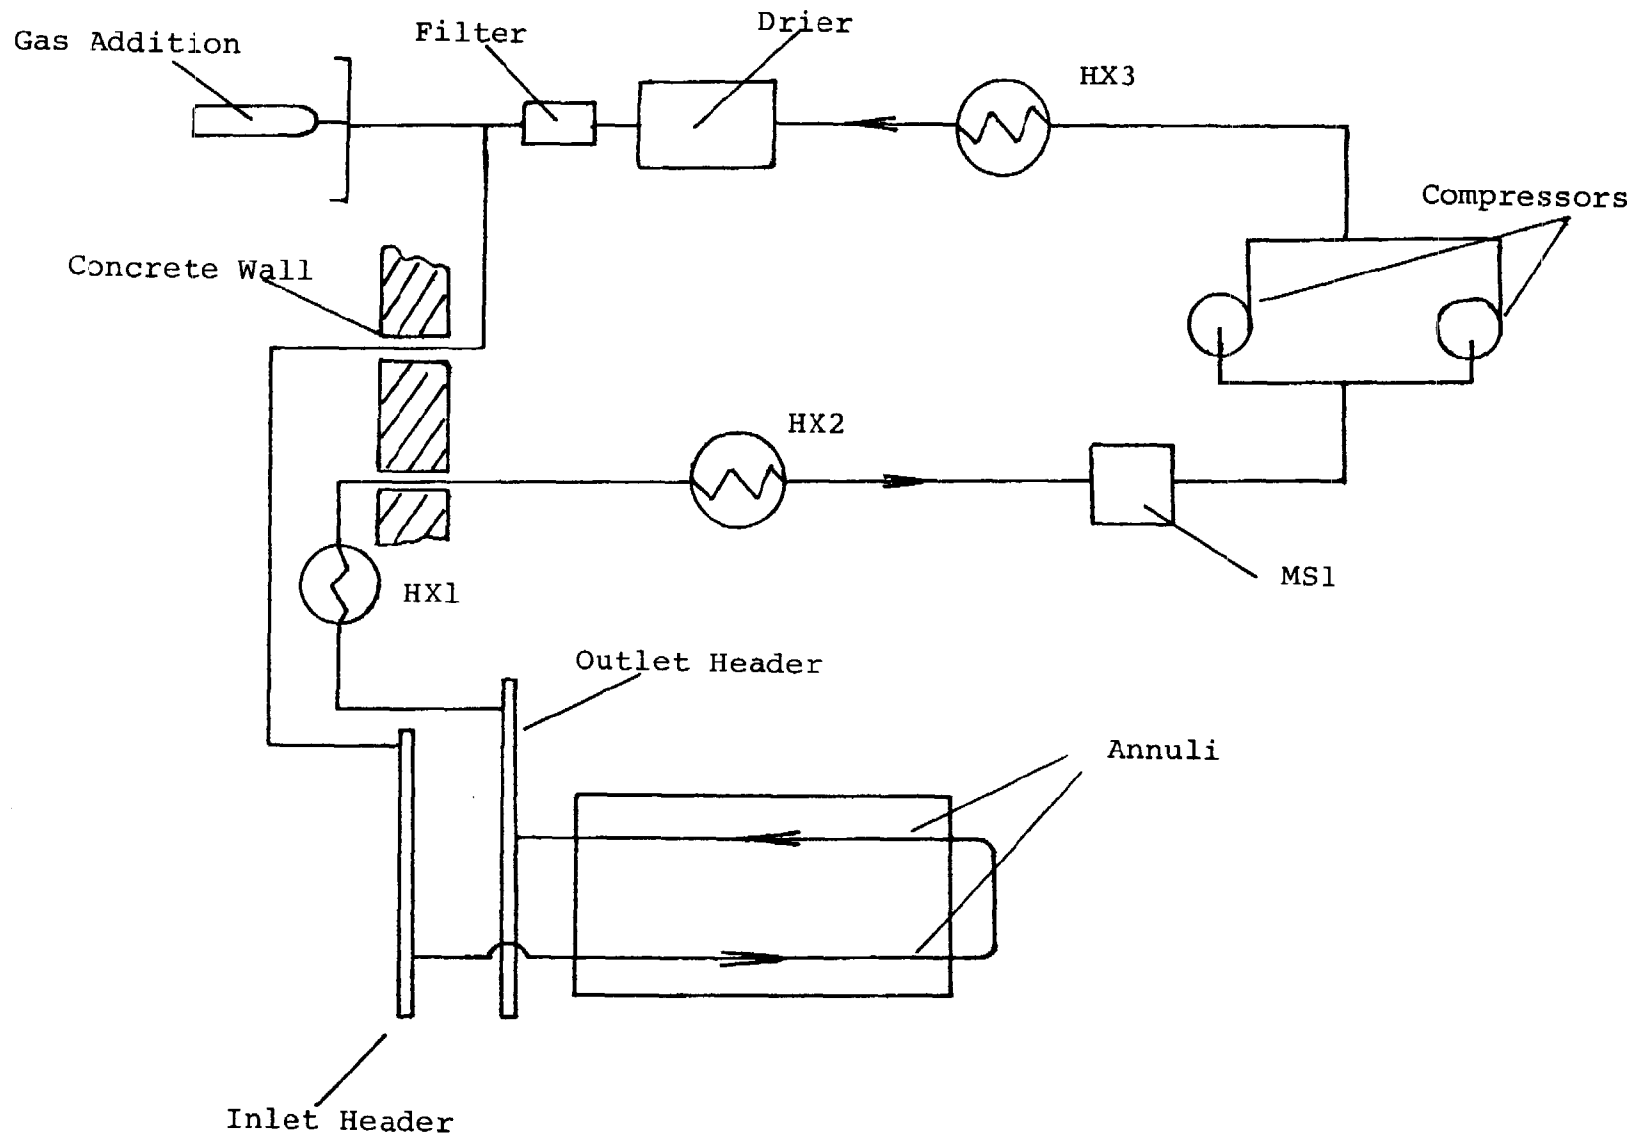 Drier
Filter
Gas Addition
HX3
Compressors
Concrete Wall
HX2
MS1
HX1
Outlet Header
Annuli
Inlet Header